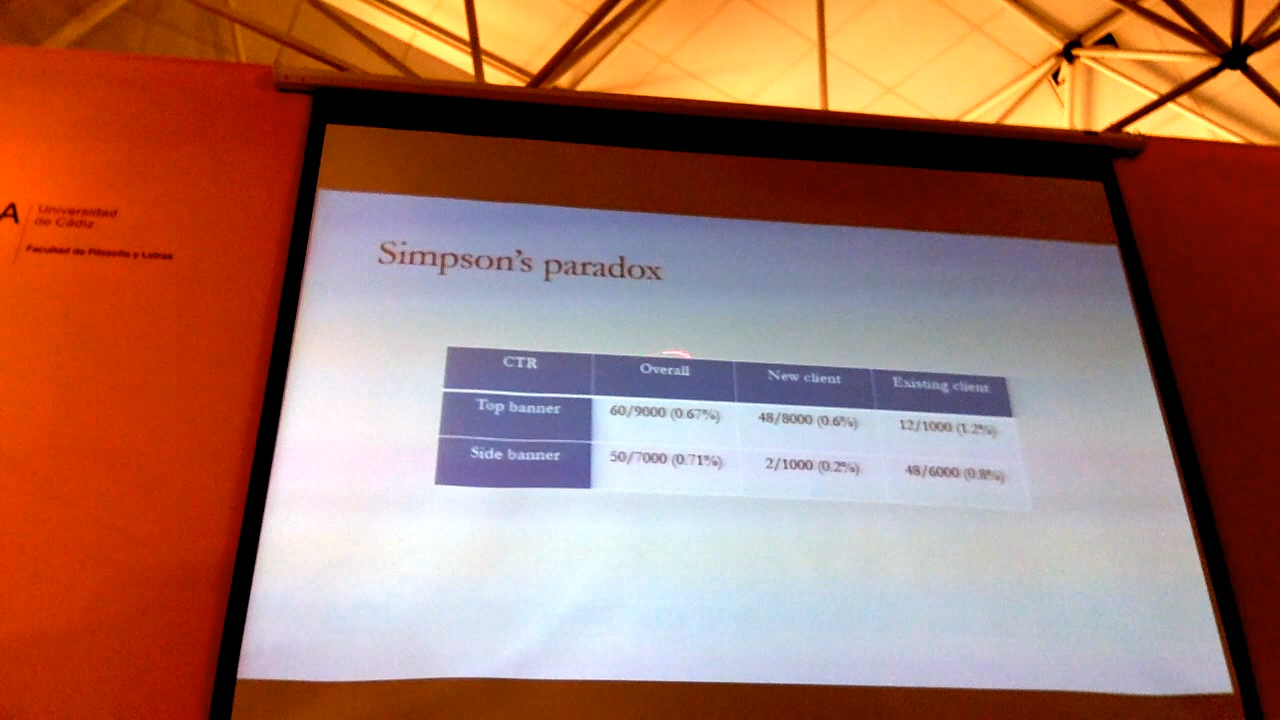 A
Universidad
de Cádiz
Facultad de Filosofía y Letras
Simpson's paradox
CTR Overall New client Existing client
Top banner 60/9000 (0.67%) 48/8000 (0.6%) 12/1000 (1.2%)
Side banner 50/7000 (0.71%) 2/1000 (0.2%) 48/6000 (0.8%)